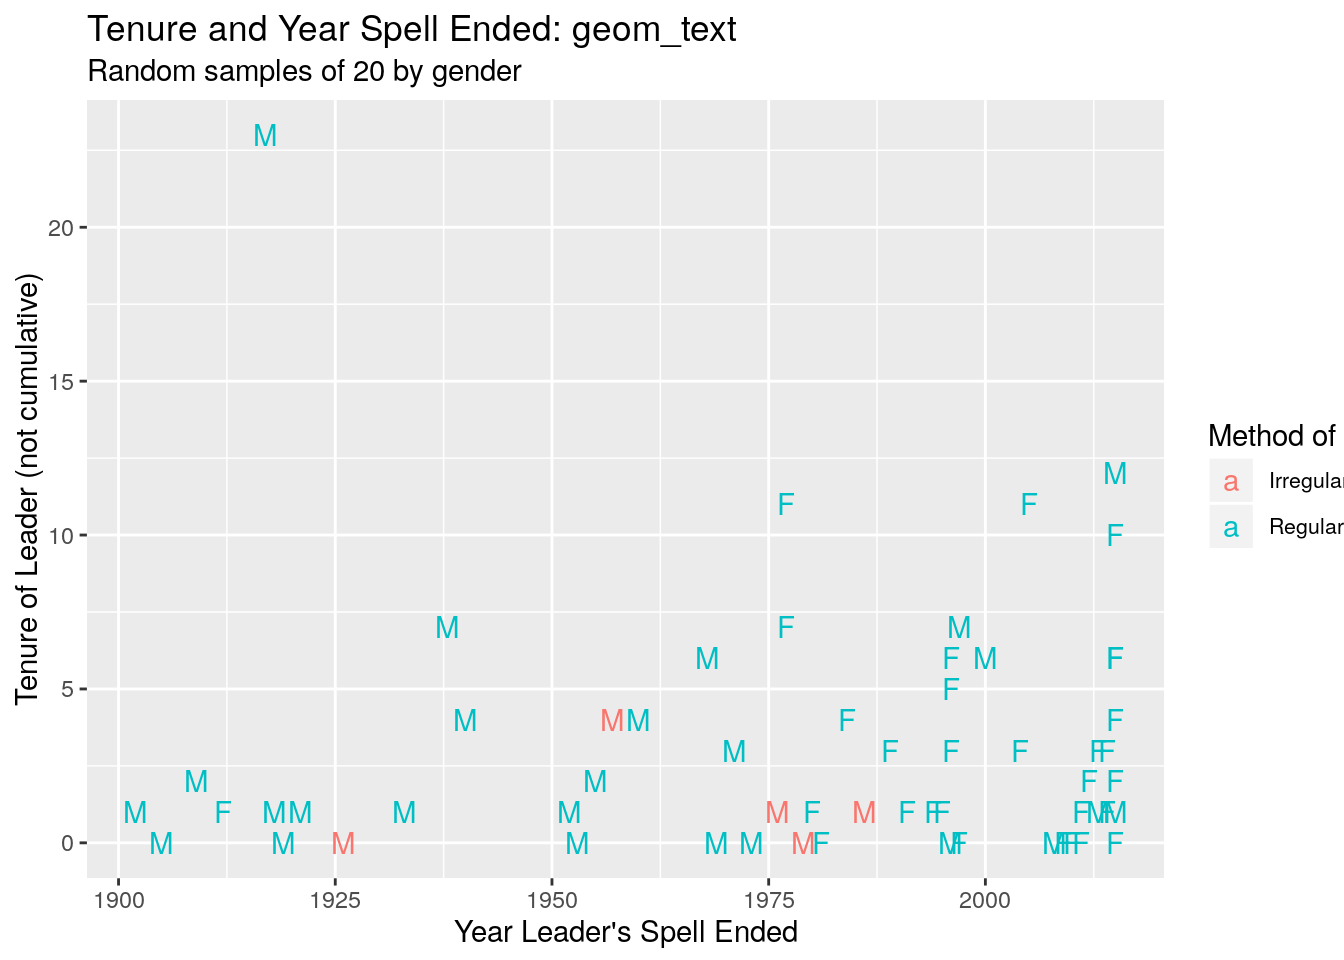 Tenure and Year Spell Ended: geom_text
Random samples of 20 by gender
Tenure of Leader (not cumulative)
20
15
10
5
0
M
M
F
F
F
M
F
M
M
F
M
F
F
M
M
M
F
F
M
F
F
F
F
F
M
M
F
F
M
F
M
M
M
M
M
F
M
F
F
F
F
M
F
M
M
M
M
M
M
M
M
F
M
F
M
F
F
F
F
1900
1925
1950
1975
2000
Year Leader's Spell Ended
Method of
a Irregular
a Regular